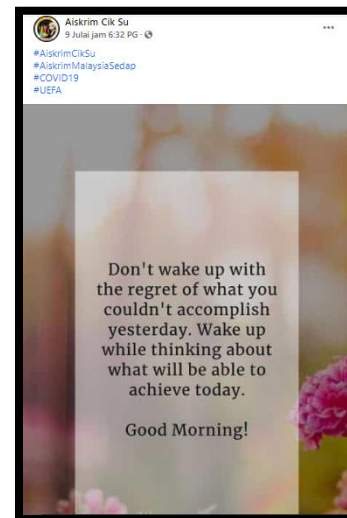 Aiskrim Cik Su
9 Julai jam 6:32 PG ·
#AiskrimCikSu
#AiskrimMalaysiaSedap
#COVID19
#UEFA
Don't wake up with
the regret of what you
couldn't accomplish
yesterday. Wake up
while thinking about
what will be able to
achieve today.
Good Morning!